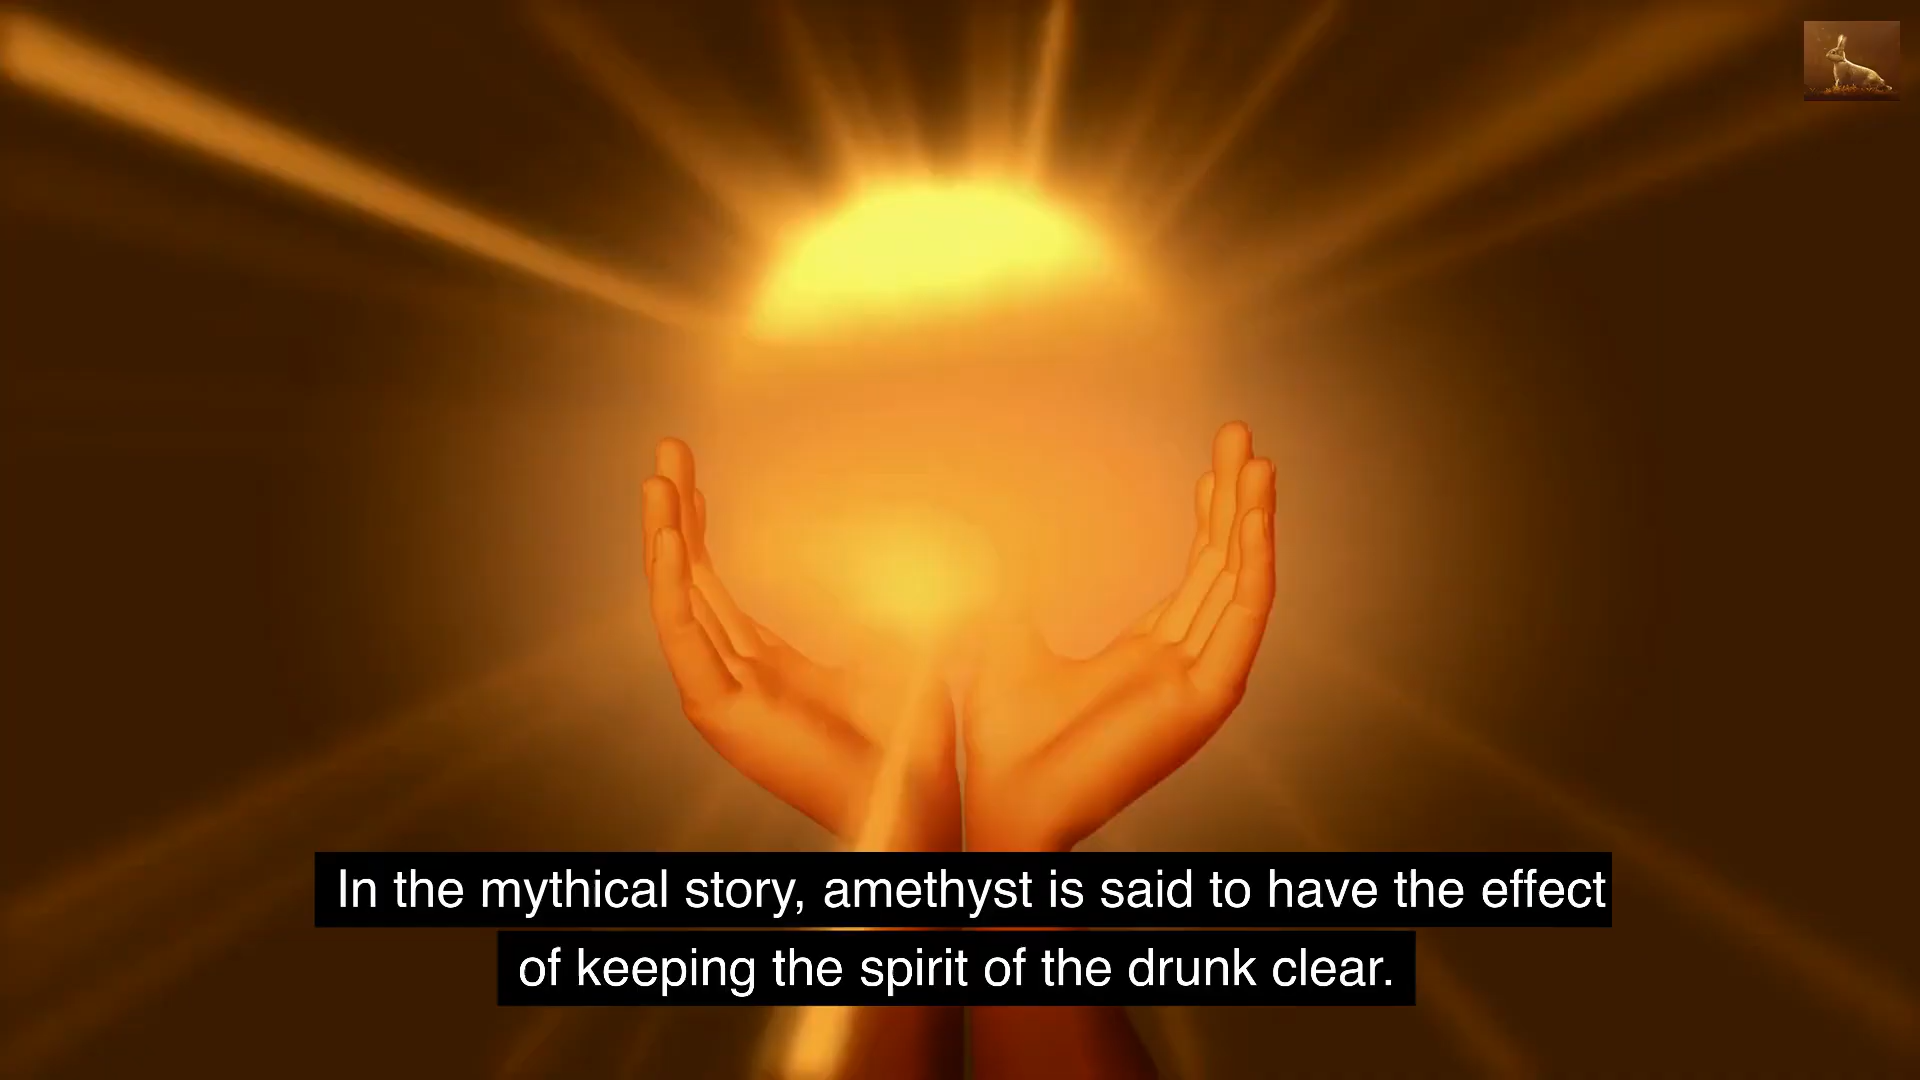 In the mythical story, amethyst is said to have the effect
of keeping the spirit of the drunk clear.